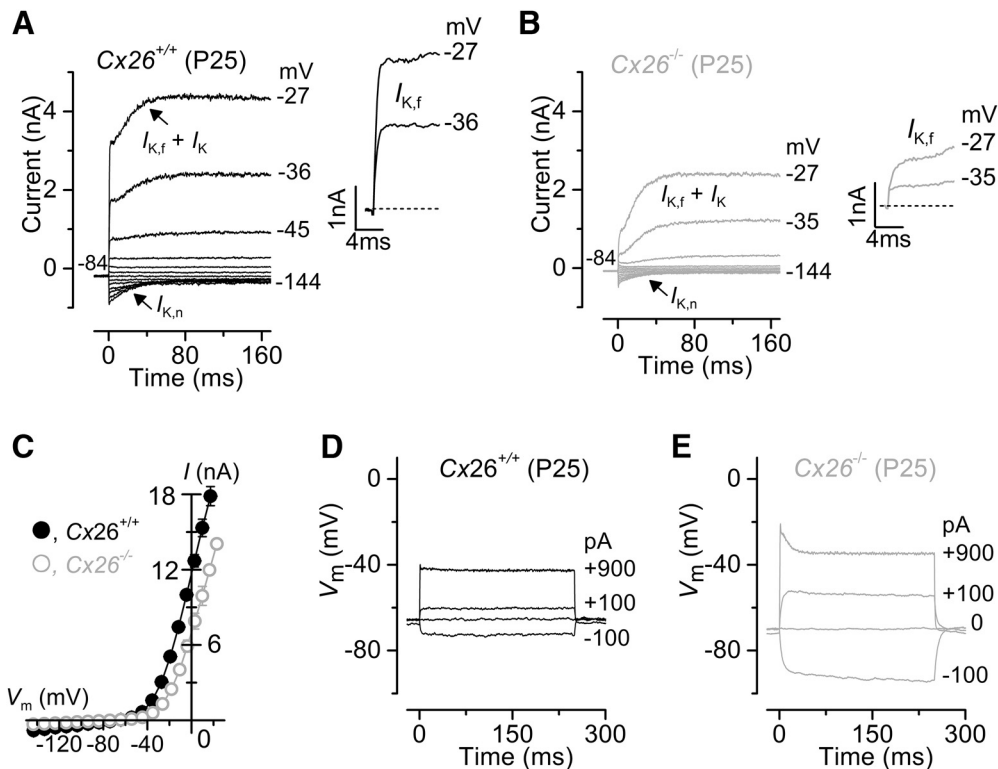 A
Cx26+/+ (P25)
mV
-27
IK,f + IK
-36
-45
-84
-144
IK,n
Current (nA)
4
2
0
0 80 160
Time (ms)
mV
-27
IK,f
-36
1nA
4ms
B
Cx26-/- (P25)
mV
-27
IK,f + IK
-35
-84
-144
IK,n
Current (nA)
4
2
0
0 80 160
Time (ms)
IK,f
mV
-27
-35
1nA
4ms
C
I (nA)
18
12
6
, Cx26+/+
, Cx26-/-
Vm (mV)
-120 -80 -40 0
D
Cx26+/+ (P25)
0
-40
-80
Vm (mV)
pA
+900
+100
-100
0 150 300
Time (ms)
E
Cx26-/- (P25)
0
-40
-80
Vm (mV)
pA
+900
+100
0
-100
0 150 300
Time (ms)